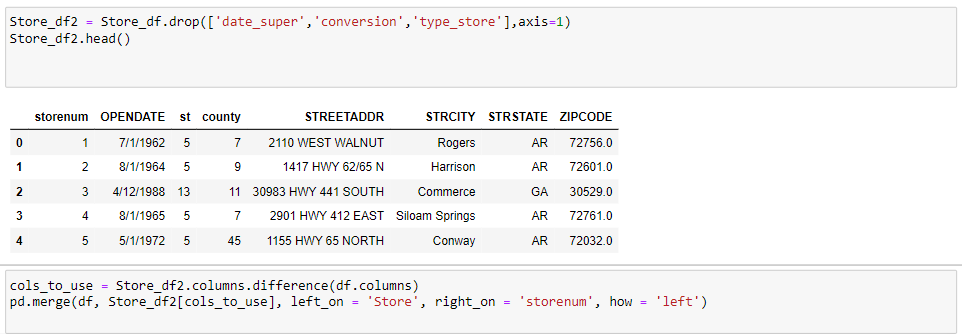 Store_df2 = Store_df.drop(['date_super','conversion','type_store'],axis=1)
Store_df2.head()
storenum OPENDATE st county STREETADDR STRCITY STRSTATE ZIPCODE
0 1 7/1/1962 5 7 2110 WEST WALNUT Rogers AR 72756.0
1 2 8/1/1964 5 9 1417 HWY 62/65 N Harrison AR 72601.0
2 3 4/12/1988 13 11 30983 HWY 441 SOUTH Commerce GA 30529.0
3 4 8/1/1965 5 7 2901 HWY 412 EAST Siloam Springs AR 72761.0
4 5 5/1/1972 5 45 1155 HWY 65 NORTH Conway AR 72032.0
cols_to_use = Store_df2.columns.difference(df.columns)
pd.merge(df, Store_df2[cols_to_use], left_on = 'Store', right_on = 'storenum', how = 'left')